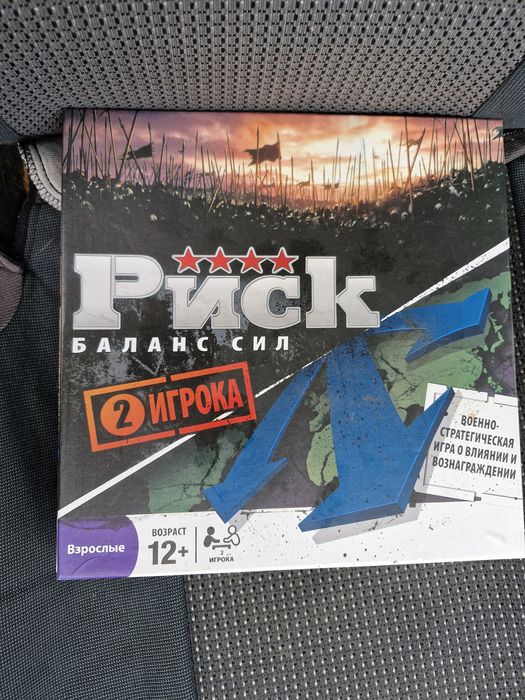 Риск
БАЛАНС СИЛ
2 ИГРОКА
ВОЕННО-
СТРАТЕГИЧЕСКАЯ
ИГРА О ВЛИЯНИИ И
ВОЗНАГРАЖДЕНИИ
Взрослые
ВОЗРАСТ
12+
2
ИГРОКА